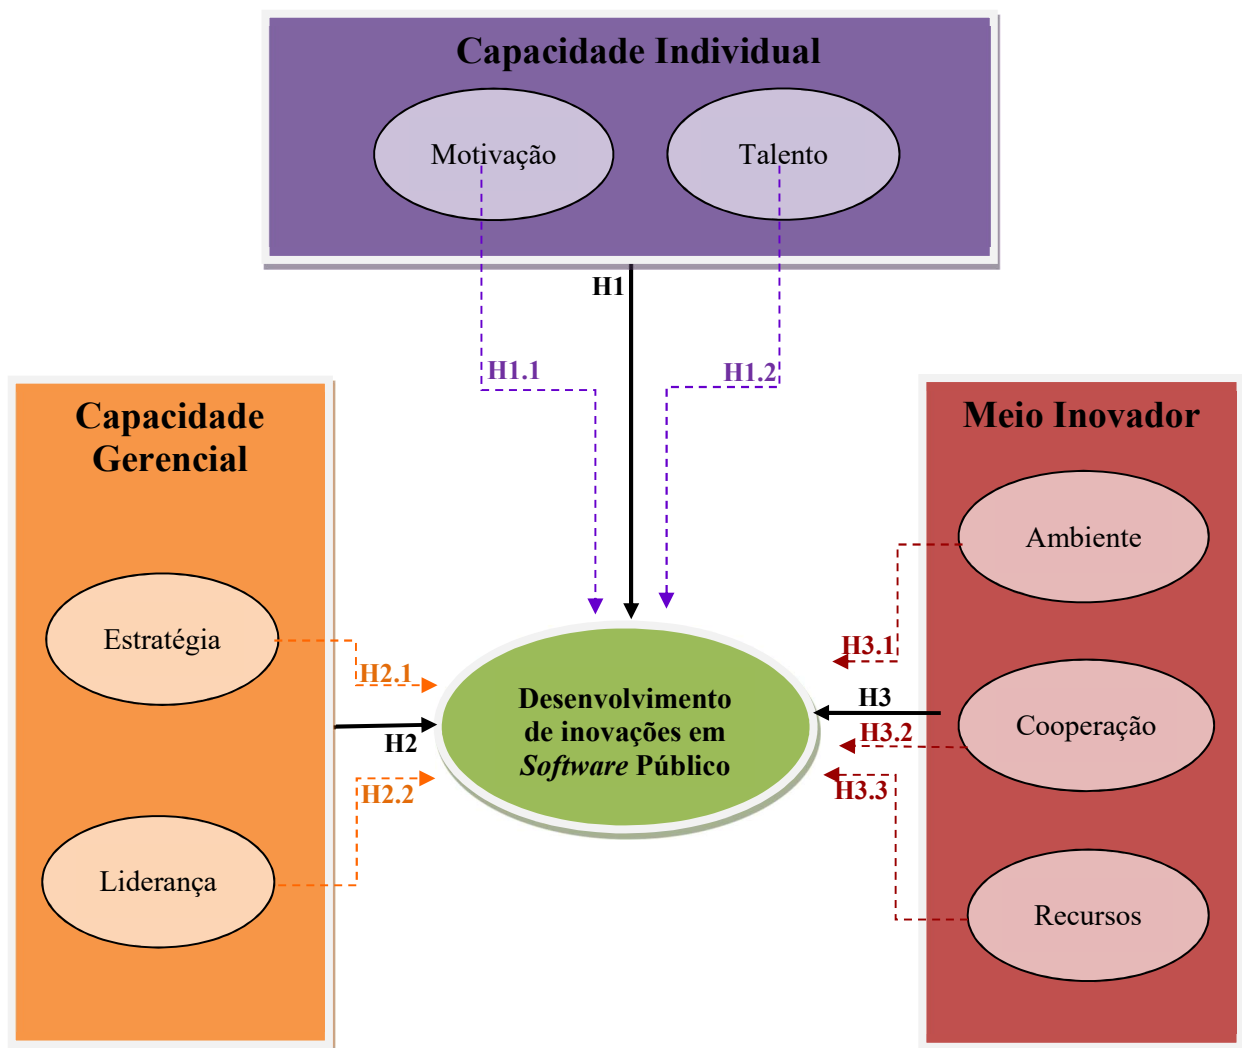 Capacidade Individual
Motivação
Talento
H1
H1.1
H1.2
Capacidade
Gerencial
Estratégia
H2.1
H2
H2.2
Liderança
Desenvolvimento
de inovações em
Software Público
Meio Inovador
Ambiente
H3.1
H3
H3.2
Cooperação
H3.3
Recursos